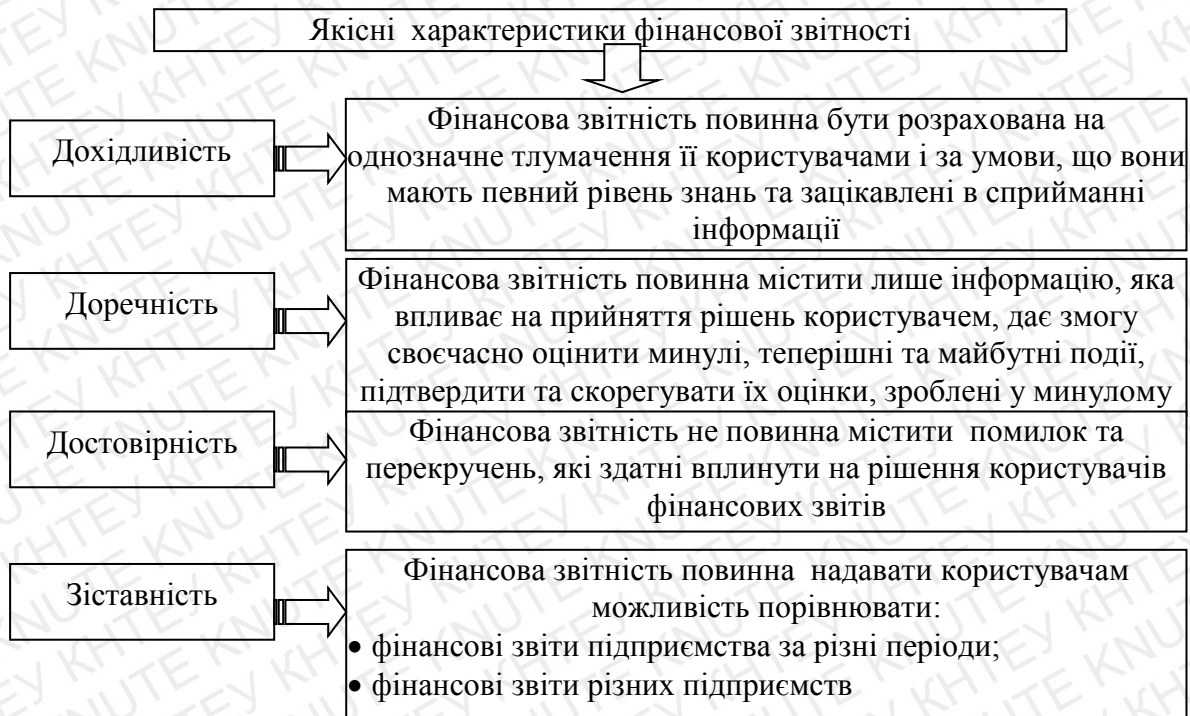 Якісні характеристики фінансової звітності
Дохідливість
Фінансова звітність повинна бути розрахована на
однозначне тлумачення її користувачами і за умови, що вони
мають певний рівень знань та зацікавлені в сприйманні
інформації
Доречність
Фінансова звітність повинна містити лише інформацію, яка
впливає на прийняття рішень користувачем, дає змогу
своєчасно оцінити минулі, теперішні та майбутні події,
підтвердити та скорегувати їх оцінки, зроблені у минулому
Достовірність
Фінансова звітність не повинна містити помилок та
перекручень, які здатні вплинути на рішення користувачів
фінансових звітів
Зіставність
Фінансова звітність повинна надавати користувачам
можливість порівнювати:
• фінансові звіти підприємства за різні періоди;
• фінансові звіти різних підприємств